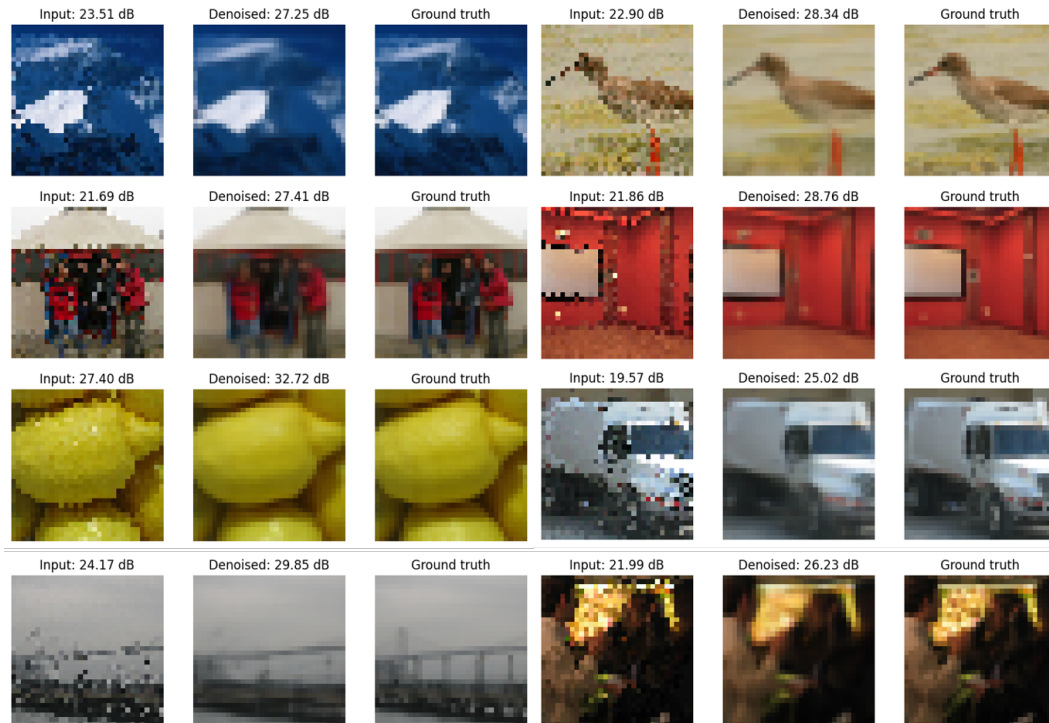 Input: 23.51 dB Denoised: 27.25 dB Ground truth Input: 22.90 dB Denoised: 28.34 dB Ground truth
Input: 21.69 dB Denoised: 27.41 dB Ground truth Input: 21.86 dB Denoised: 28.76 dB Ground truth
Input: 27.40 dB Denoised: 32.72 dB Ground truth Input: 19.57 dB Denoised: 25.02 dB Ground truth
Input: 24.17 dB Denoised: 29.85 dB Ground truth Input: 21.99 dB Denoised: 26.23 dB Ground truth